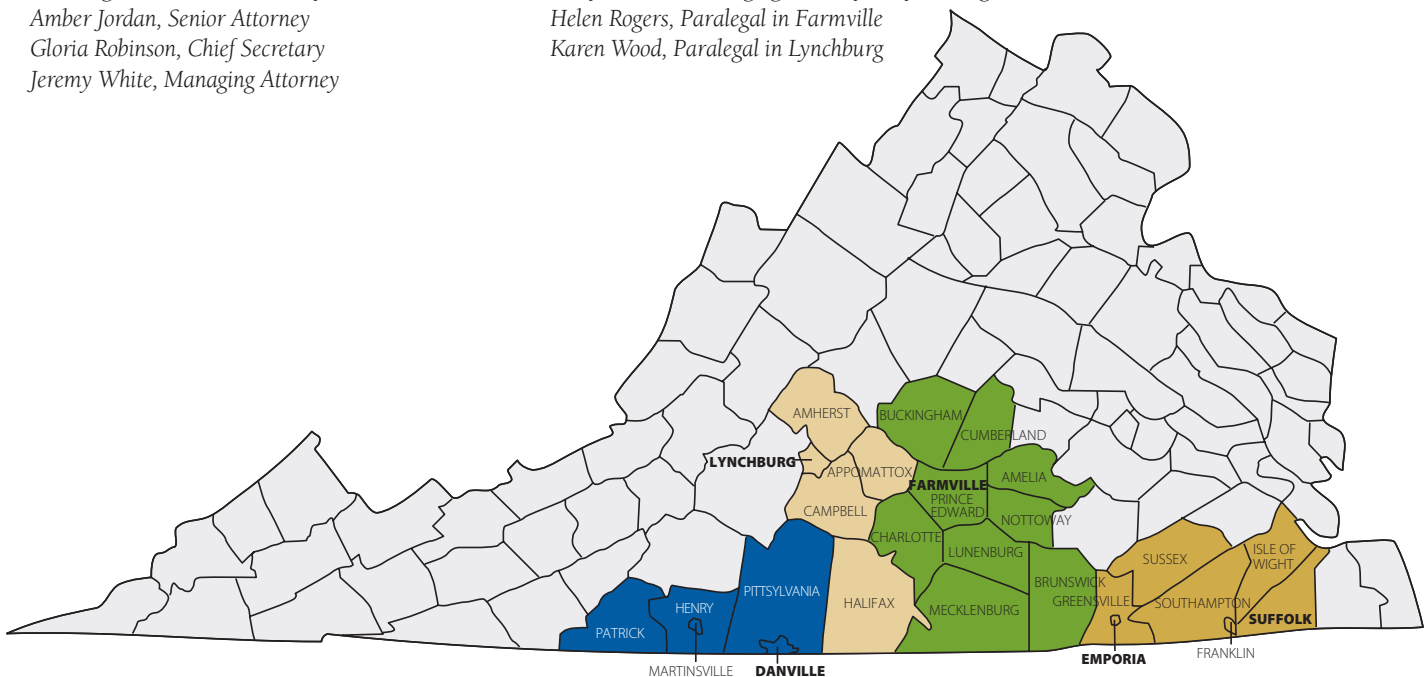 Amber Jordan, Senior Attorney
Gloria Robinson, Chief Secretary
Jeremy White, Managing Attorney
Helen Rogers, Paralegal in Farmville
Karen Wood, Paralegal in Lynchburg
AMHERST
BUCKINGHAM
CUMBERLAND
LYNCHBURG
APPOMATTOX
AMELIA
FARMVILLE
PRINCE
EDWARD
CAMPBELL
NOTTOWAY
CHARLOTTE
LUNENBURG
ISLE OF
WIGHT
SUSSEX
BRUNSWICK
PITTSYLVANIA
GREENSVILLE
SOUTHAMPTON
HALIFAX
HENRY
MECKLENBURG
SUFFOLK
PATRICK
FRANKLIN
EMPORIA
MARTINSVILLE
DANVILLE